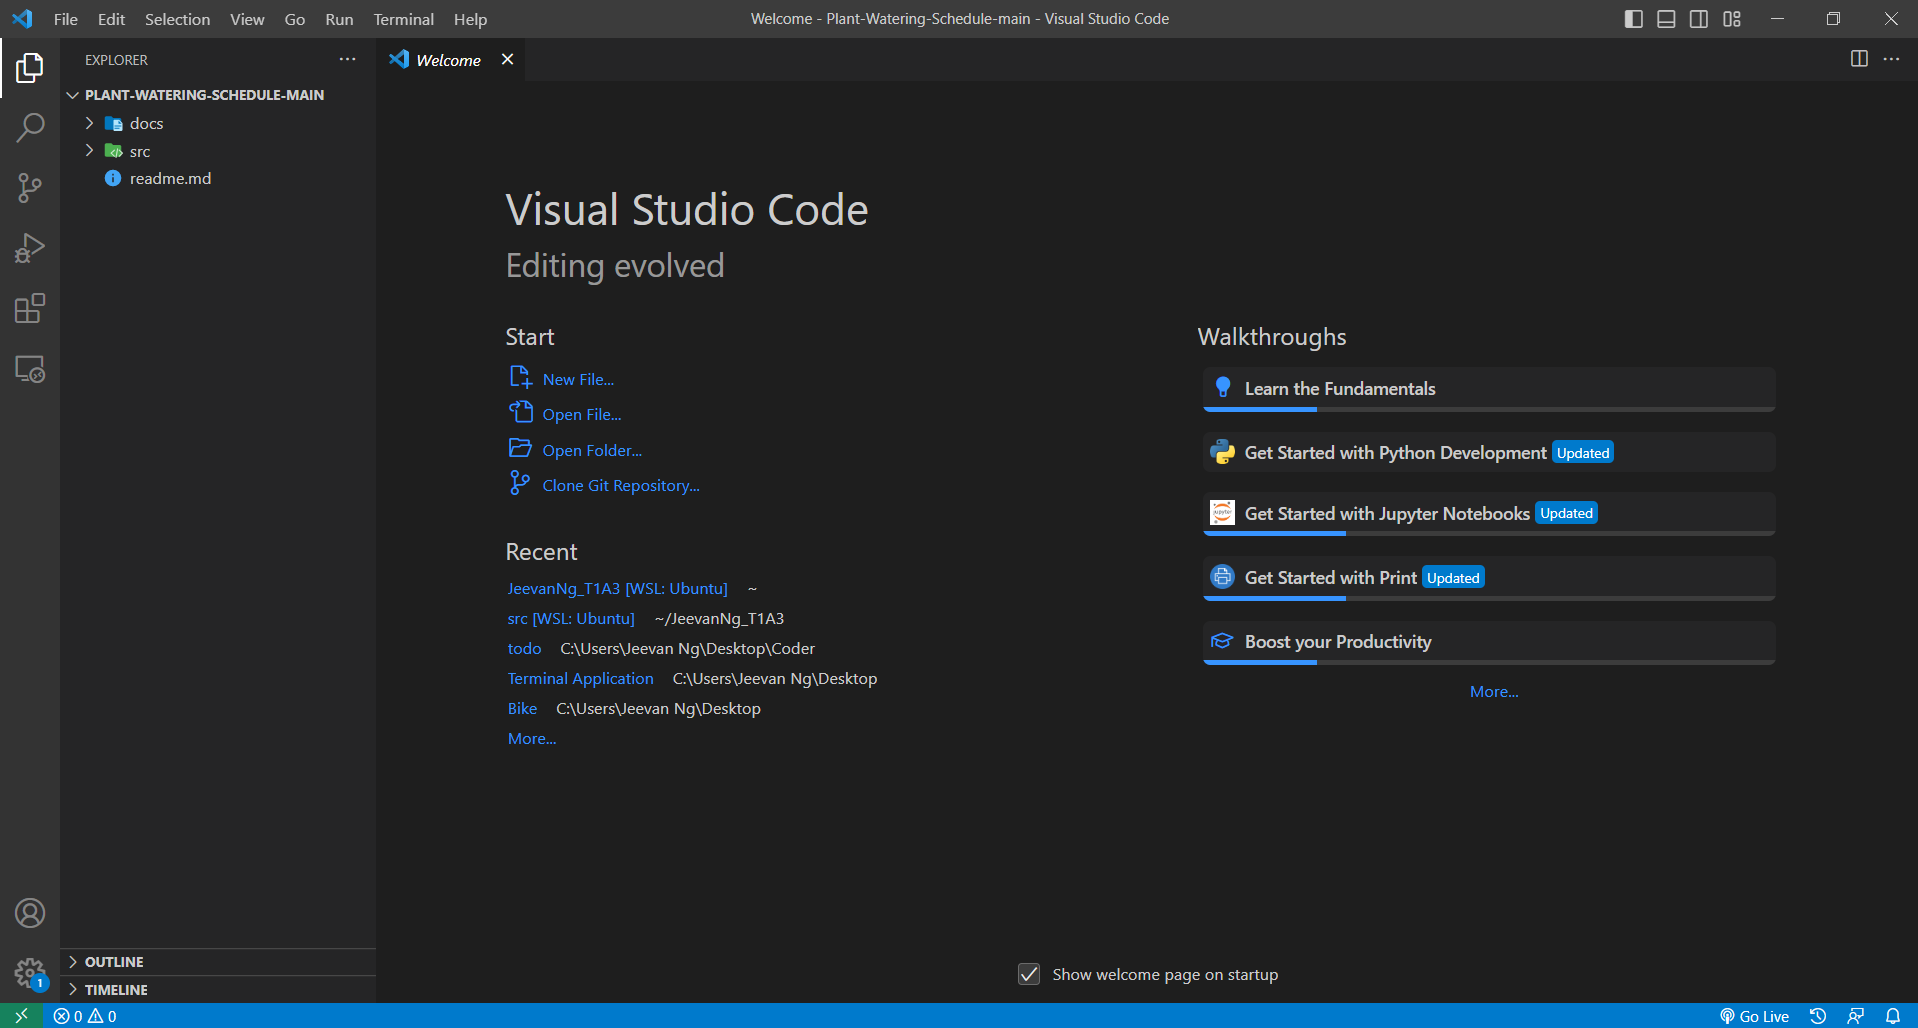 File Edit Selection View Go Run Terminal Help
Welcome - Plant-Watering-Schedule-main - Visual Studio Code
EXPLORER
PLANT-WATERING-SCHEDULE-MAIN
docs
src
readme.md
OUTLINE
TIMELINE
Welcome
Visual Studio Code
Editing evolved
Start
New File...
Open File...
Open Folder...
Clone Git Repository...
Recent
JeevanNg_T1A3 [WSL: Ubuntu] ~
src [WSL: Ubuntu] ~/JeevanNg_T1A3
todo C:\Users\Jeevan Ng\Desktop\Coder
Terminal Application C:\Users\Jeevan Ng\Desktop
Bike C:\Users\Jeevan Ng\Desktop
More...
Walkthroughs
Learn the Fundamentals
Get Started with Python Development Updated
jupyter
Get Started with Jupyter Notebooks Updated
Get Started with Print Updated
Boost your Productivity
More...
Show welcome page on startup
1
0 0
Go Live